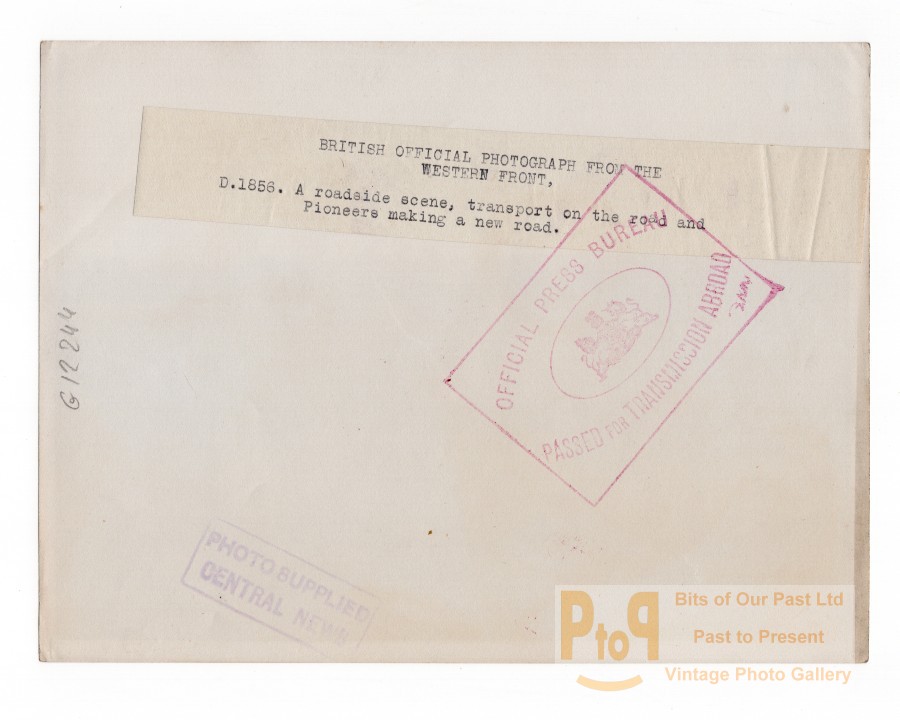 BRITISH OFFICIAL PHOTOGRAPH FROM THE
WESTERN FRONT,
D.1856. A roadside scene, transport on the road and
Pioneers making a new road.
OFFICIAL PRESS BUREAU
PASSED FOR TRANSMISSION ABROAD
G12244
PHOTO SUPPLIED
CENTRAL NEWS
PtoP
Bits of Our Past Ltd
Past to Present
Vintage Photo Gallery